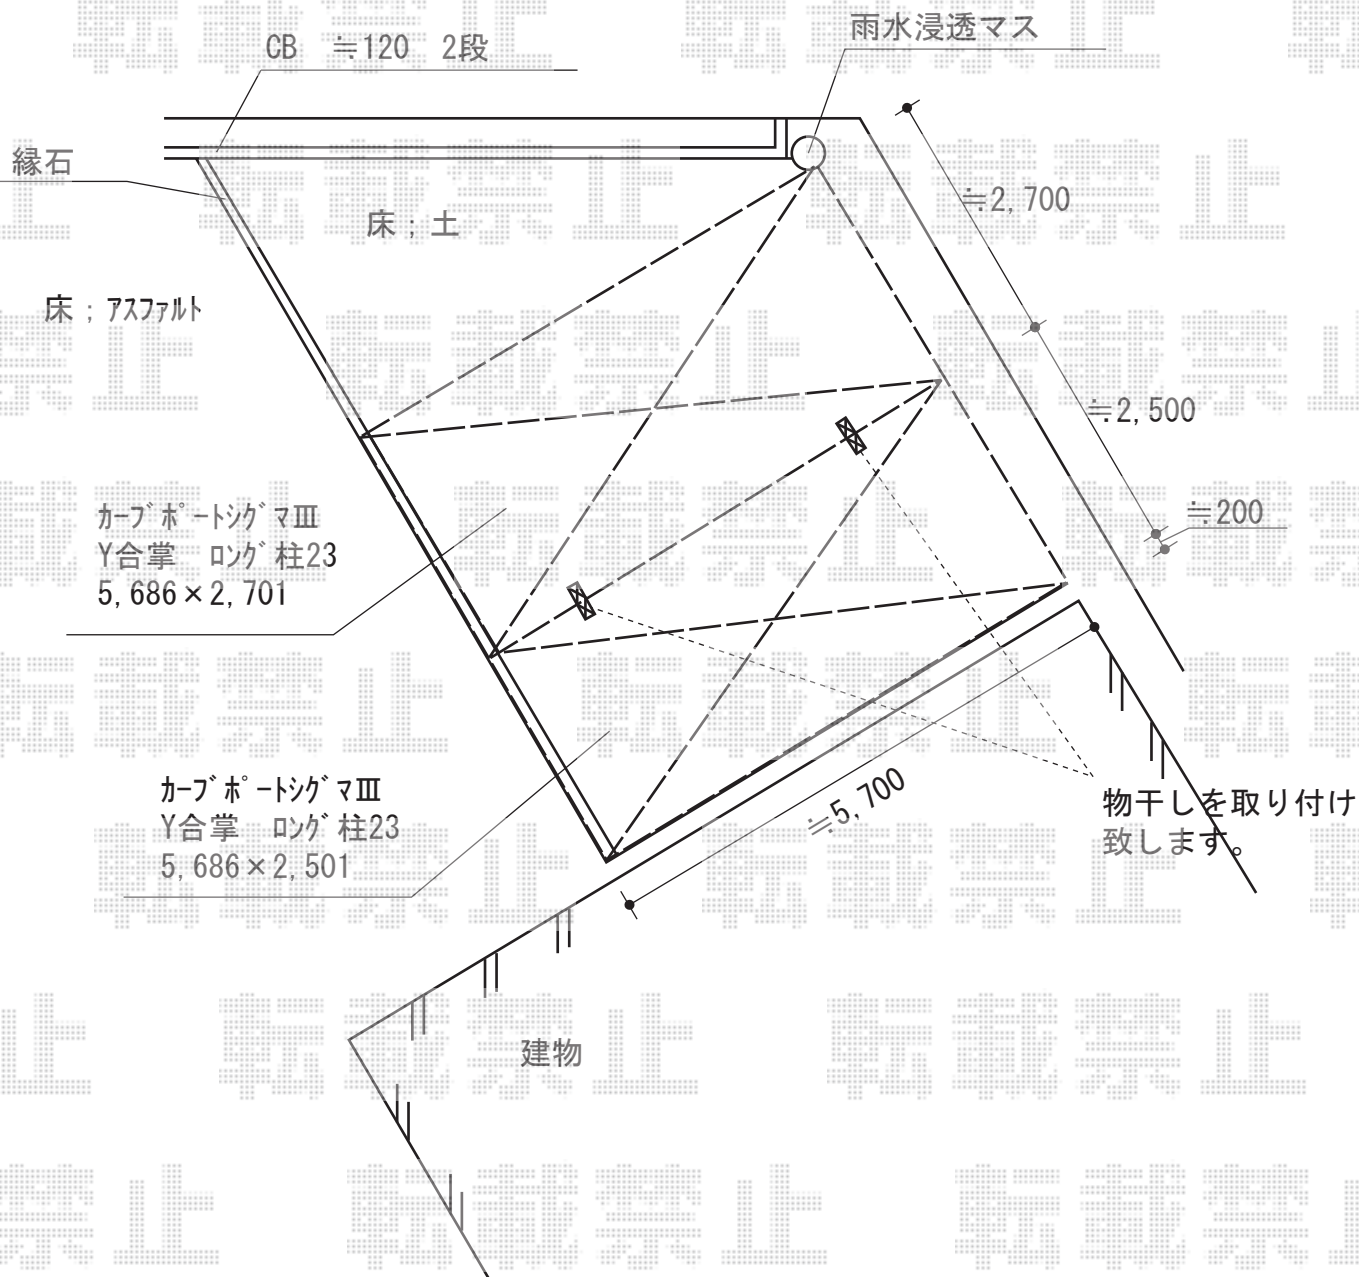 雨水浸透マス
CB ≒120 2段
縁石
≒2,700
床;土
床;ｱｽﾌｧﾙﾄ
≒2,500
≒200
ｶｰﾌﾞﾎﾟｰﾄｼｸﾞﾏⅢ
Y合掌 ﾛﾝｸﾞ柱23
5,686×2,701
ｶｰﾌﾞﾎﾟｰﾄｼｸﾞﾏⅢ
Y合掌 ﾛﾝｸﾞ柱23
5,686×2,501
≒5,700
物干しを取り付け
致します。
建物
転載禁止